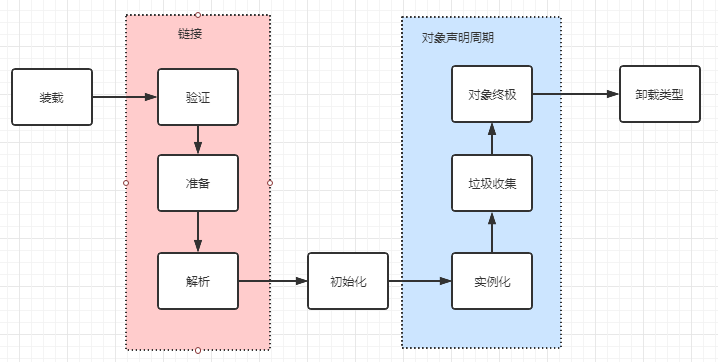 链接
装载
验证
准备
解析
初始化
对象声明周期
对象终极
垃圾收集
实例化
卸载类型